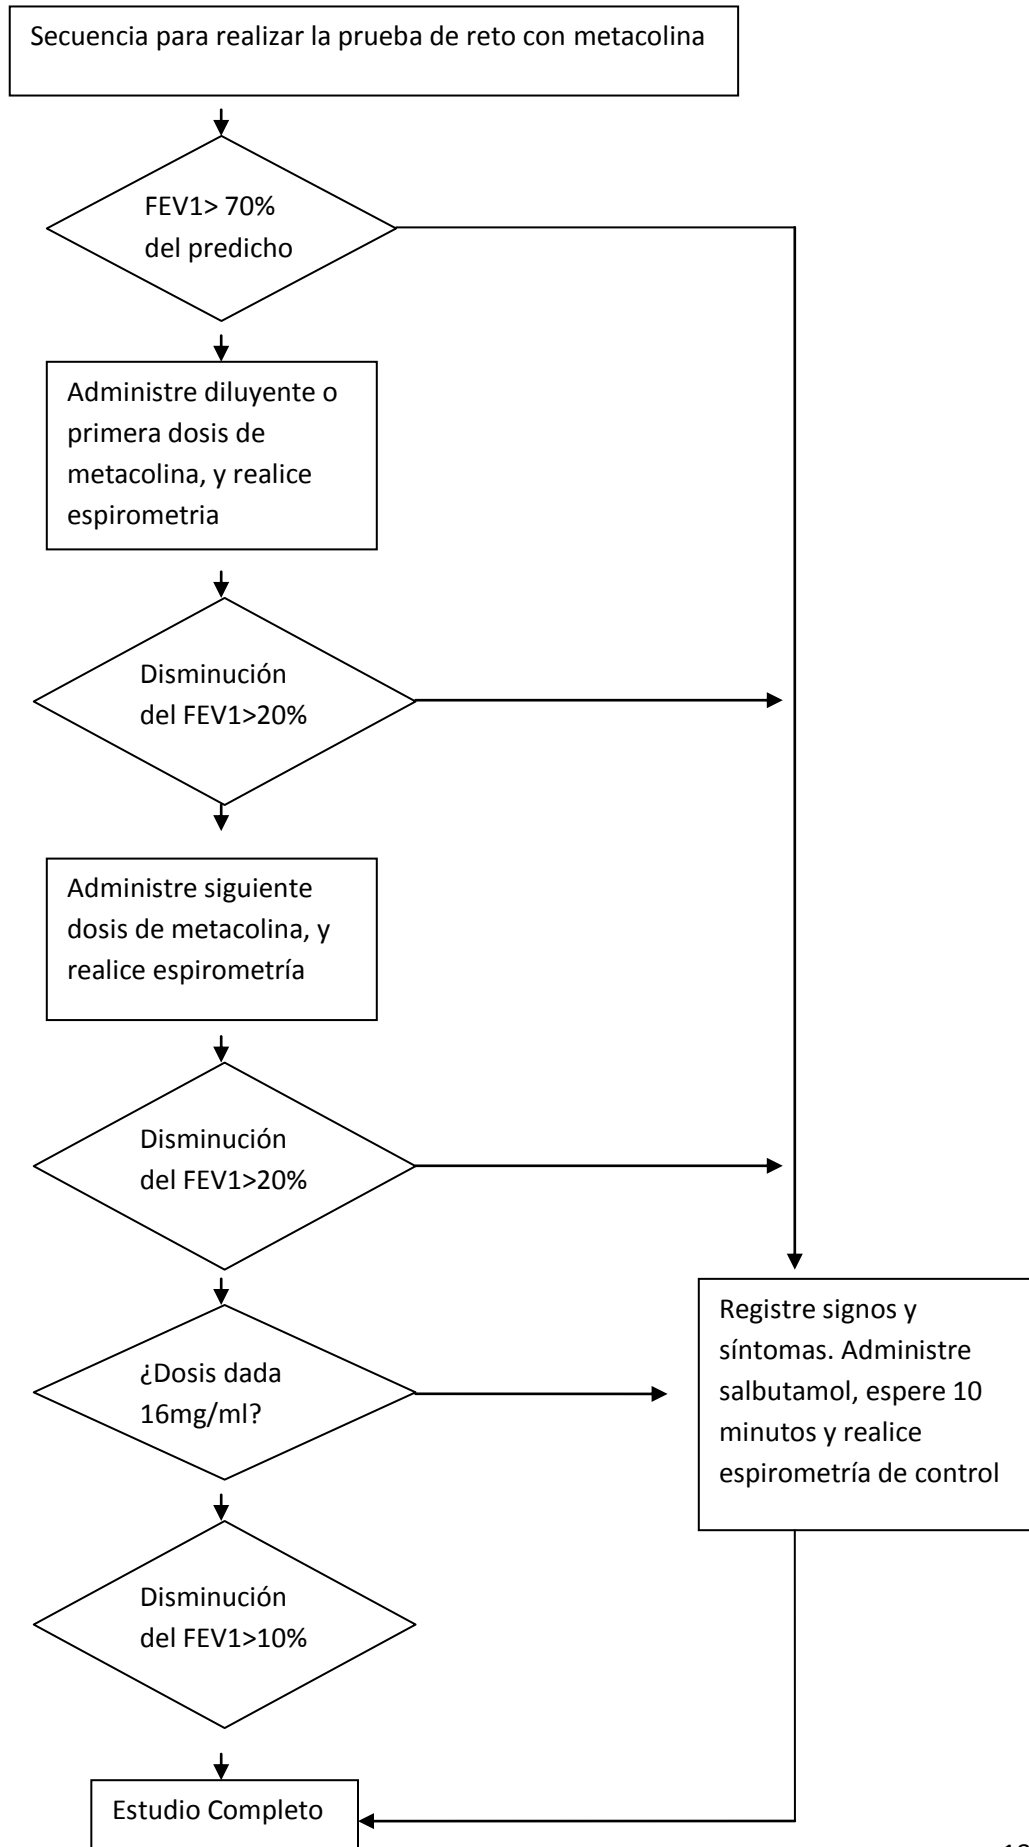 Secuencia para realizar la prueba de reto con metacolina
FEV1> 70%
del predicho
Administre diluyente o
primera dosis de
metacolina, y realice
espirometria
Disminución
del FEV1>20%
Administre siguiente
dosis de metacolina, y
realice espirometría
Disminución
del FEV1>20%
¿Dosis dada
16mg/ml?
Registre signos y
síntomas. Administre
salbutamol, espere 10
minutos y realice
espirometría de control
Disminución
del FEV1>10%
Estudio Completo